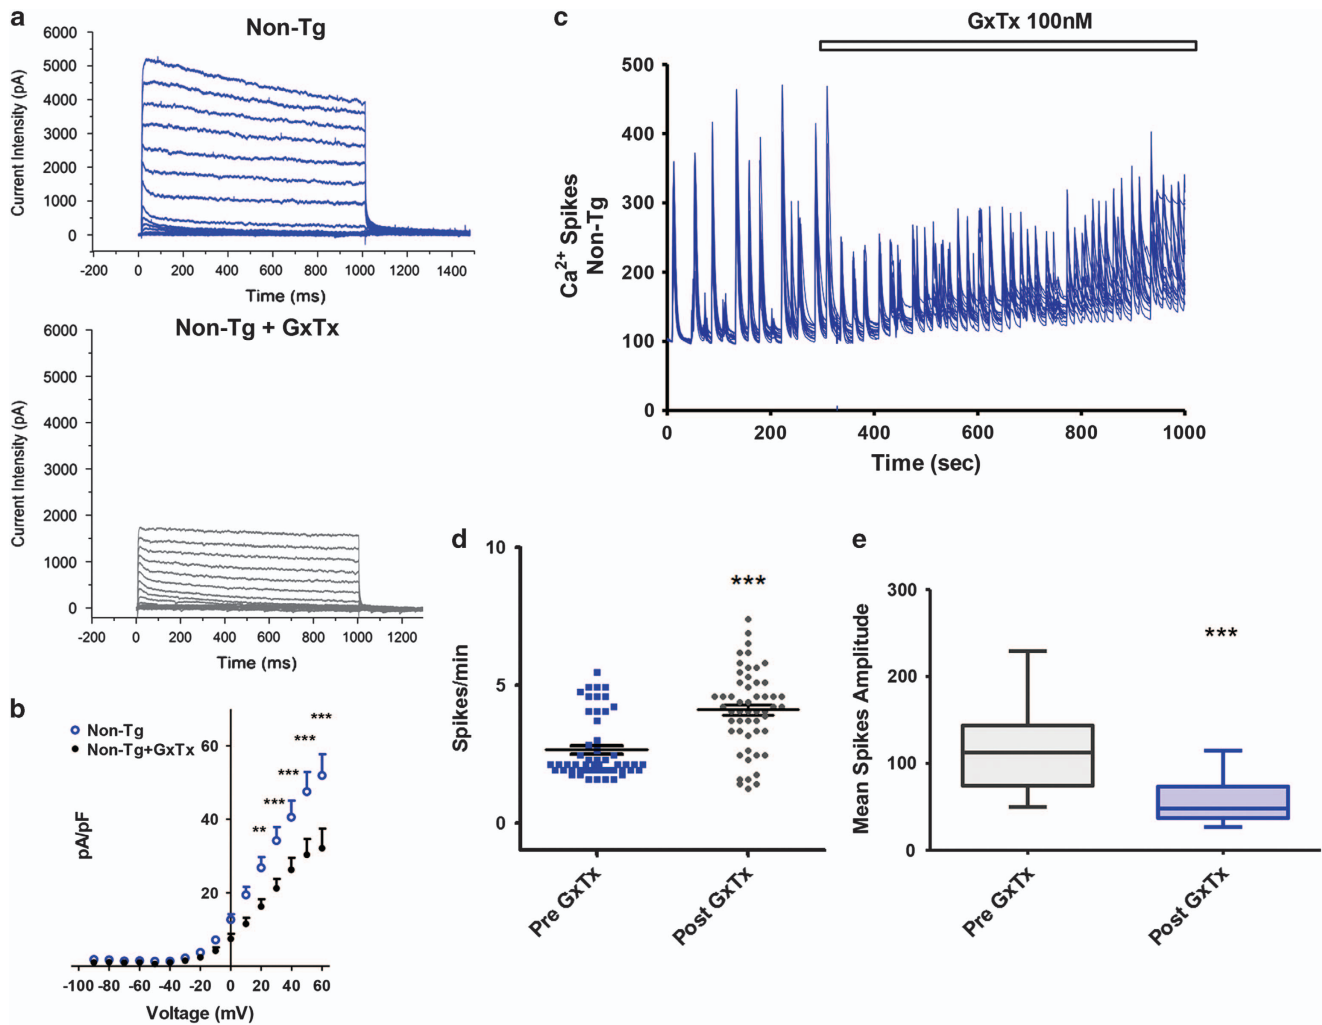 a
Non-Tg
Current Intensity (pA)
6000
5000
4000
3000
2000
1000
0
-200 0 200 400 600 800 1000 1200 1400
Time (ms)
Non-Tg + GxTx
Current Intensity (pA)
6000
5000
4000
3000
2000
1000
0
-200 0 200 400 600 800 1000 1200
Time (ms)
b
Non-Tg
Non-Tg+GxTx
pA/pF
60
40
20
** *** *** *** ***
-100 -80 -60 -40 -20 0 20 40 60
Voltage (mV)
c
GxTx 100nM
Ca2+ Spikes
Non-Tg
500
400
300
200
100
0
0 200 400 600 800 1000
Time (sec)
d
Spikes/min
10
5
0
***
Pre GxTx
Post GxTx
e
Mean Spikes Amplitude
300
200
100
0
***
Pre GxTx
Post GxTx